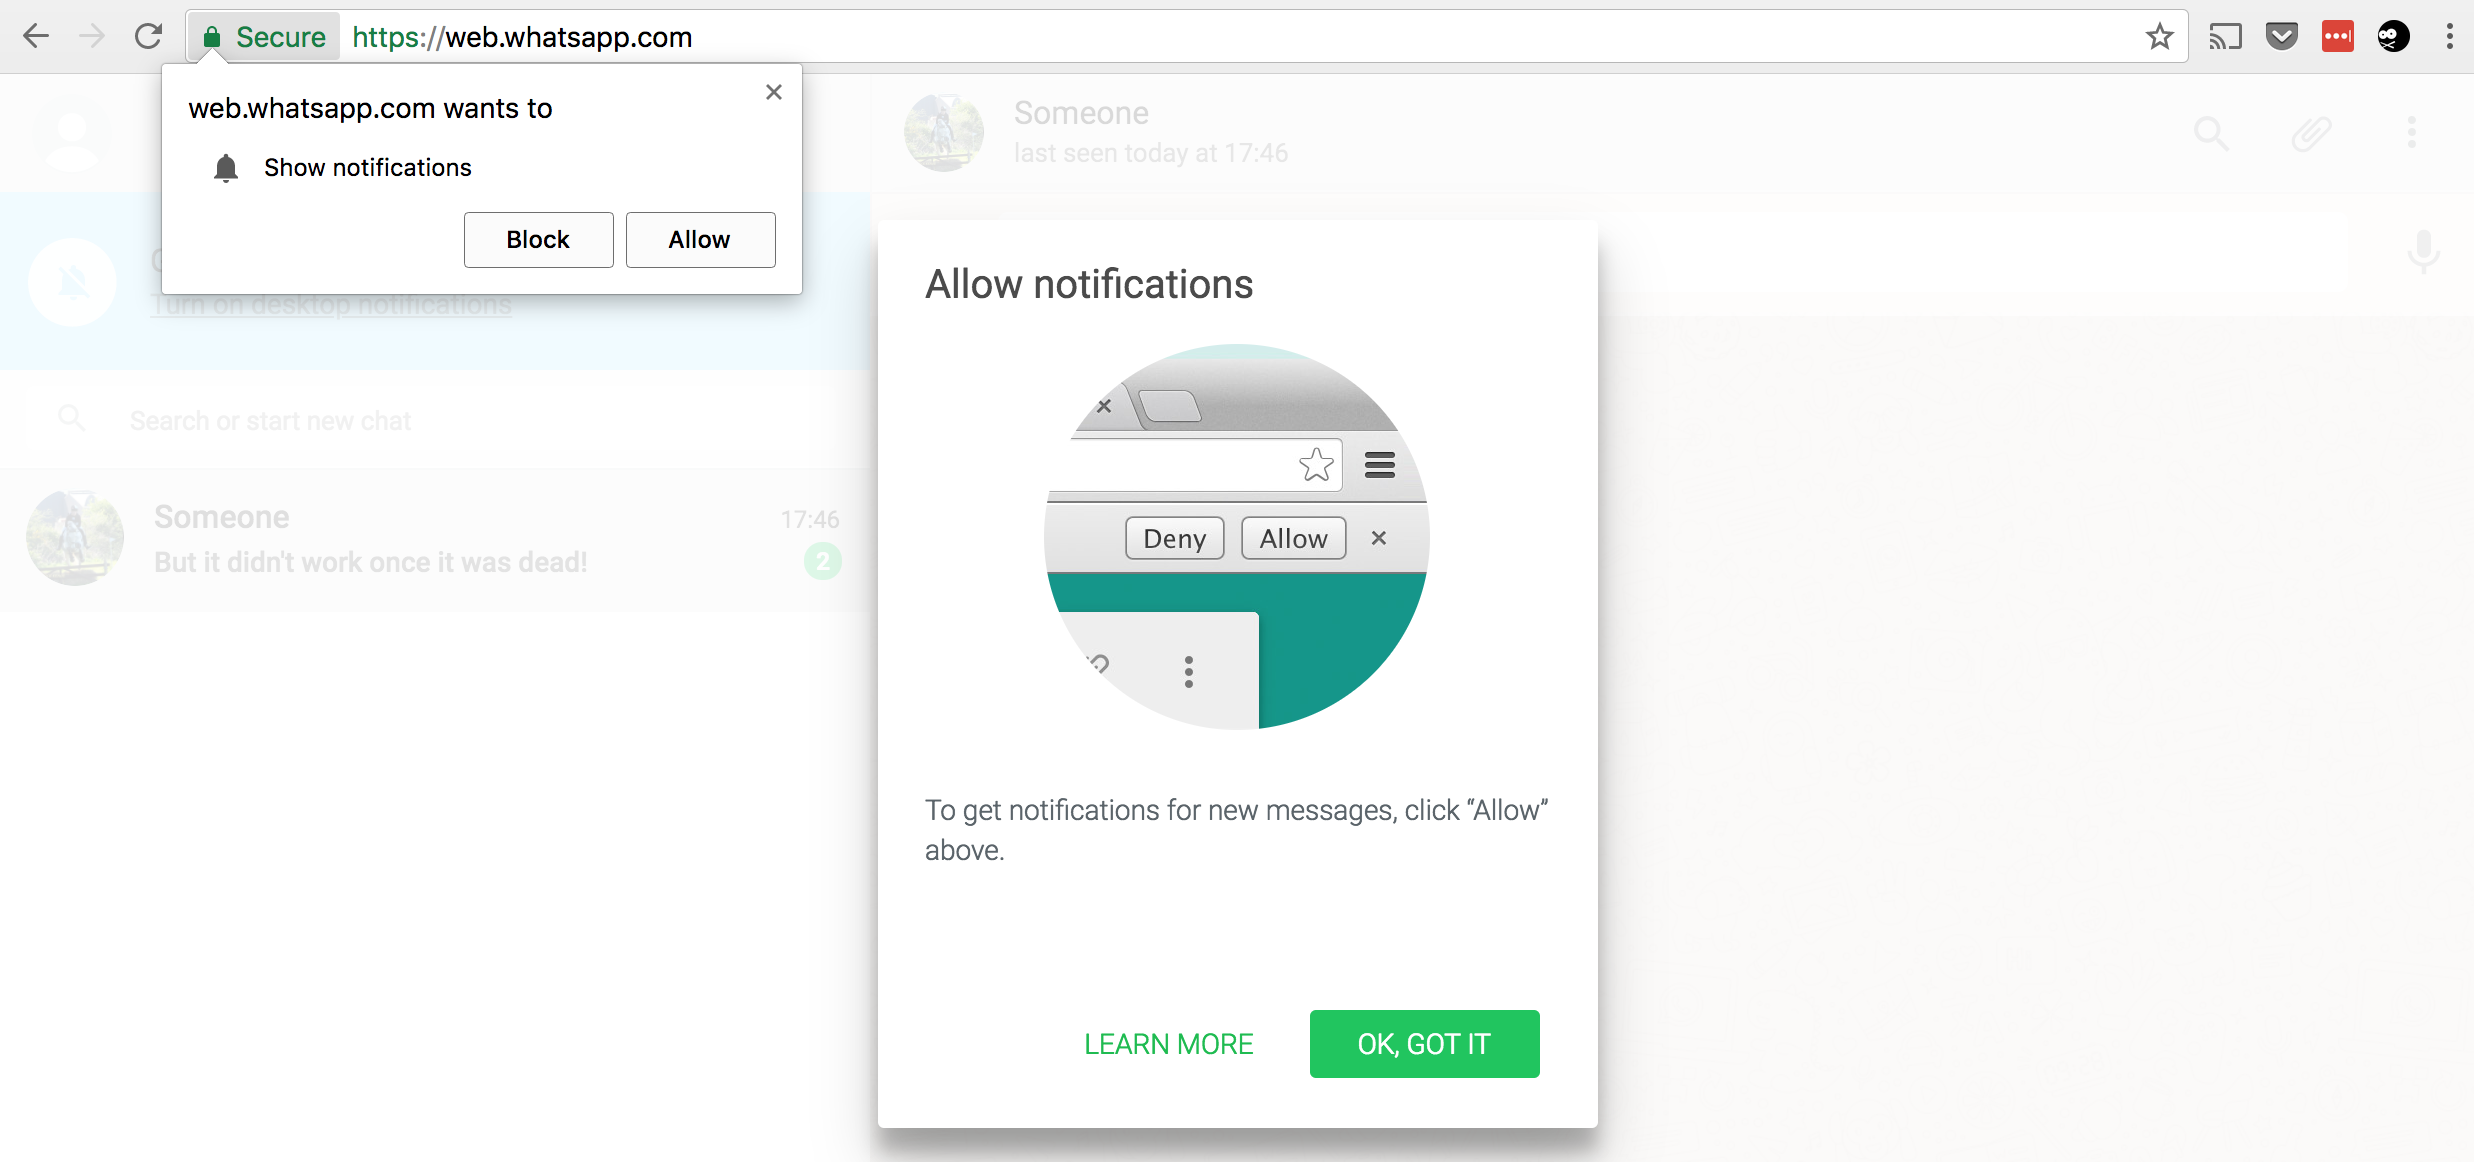 Secure https://web.whatsapp.com
web.whatsapp.com wants to
Show notifications
Block Allow
Turn on desktop notifications
Search or start new chat
Someone 17:46
But it didn't work once it was dead! 2
Someone
last seen today at 17:46
Allow notifications
Deny Allow
To get notifications for new messages, click “Allow”
above.
LEARN MORE OK, GOT IT